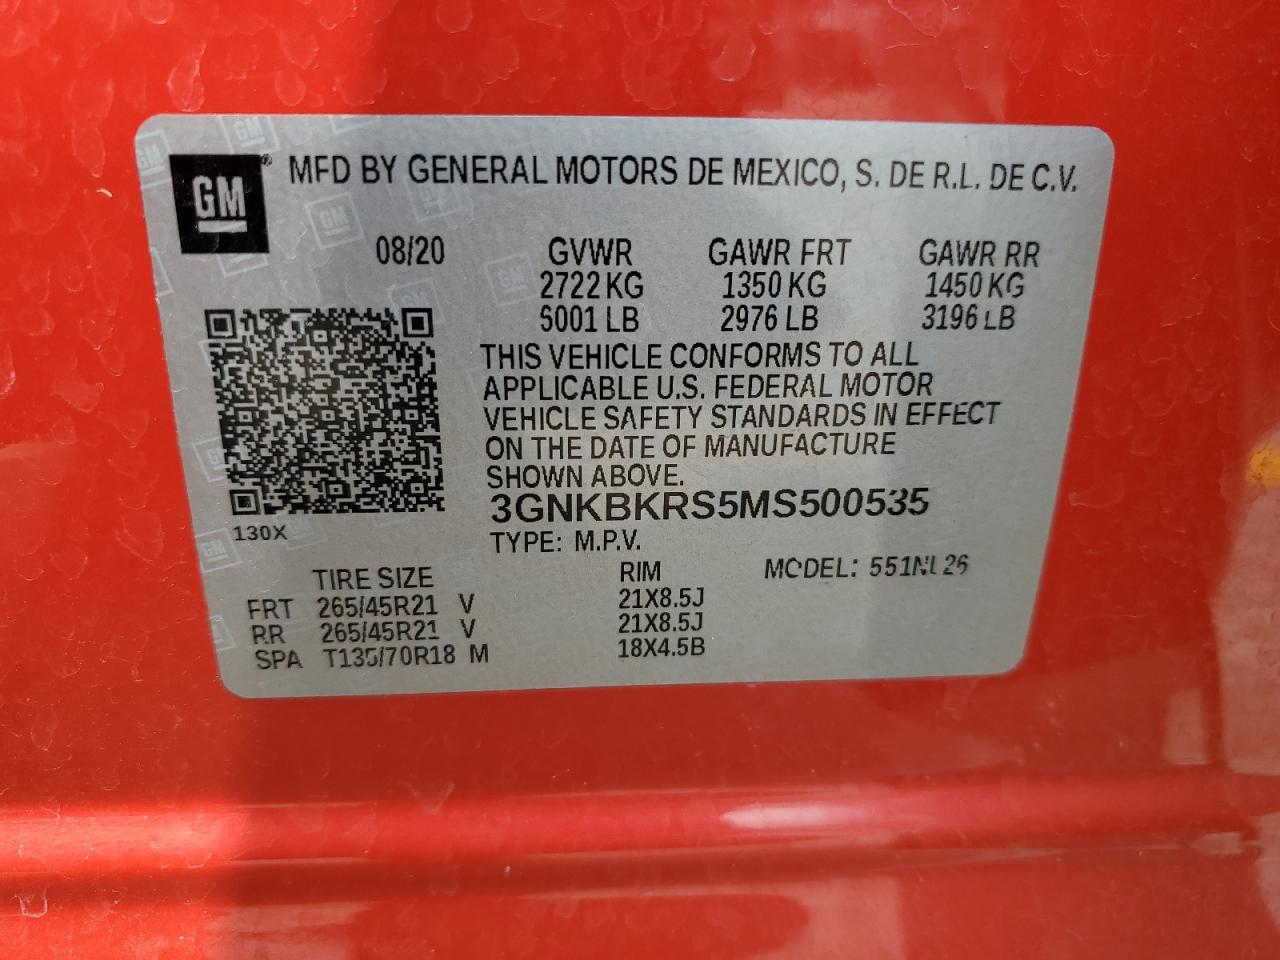 GM ® MFD BY GENERAL MOTORS DE MEXICO, S. DE R.L. DE C.V.
08/20 GVWR GAWR FRT GAWR RR
2722 KG 1350 KG 1450 KG
5001 LB 2976 LB 3196 LB
THIS VEHICLE CONFORMS TO ALL
APPLICABLE U.S. FEDERAL MOTOR
VEHICLE SAFETY STANDARDS IN EFFECT
ON THE DATE OF MANUFACTURE
SHOWN ABOVE.
3GNKBKRS5MS500535
130X
TYPE: M.P.V.
TIRE SIZE RIM MODEL: 551NL26
FRT 265/45R21 V 21X8.5J
RR 265/45R21 V 21X8.5J
SPA T135/70R18 M 18X4.5B